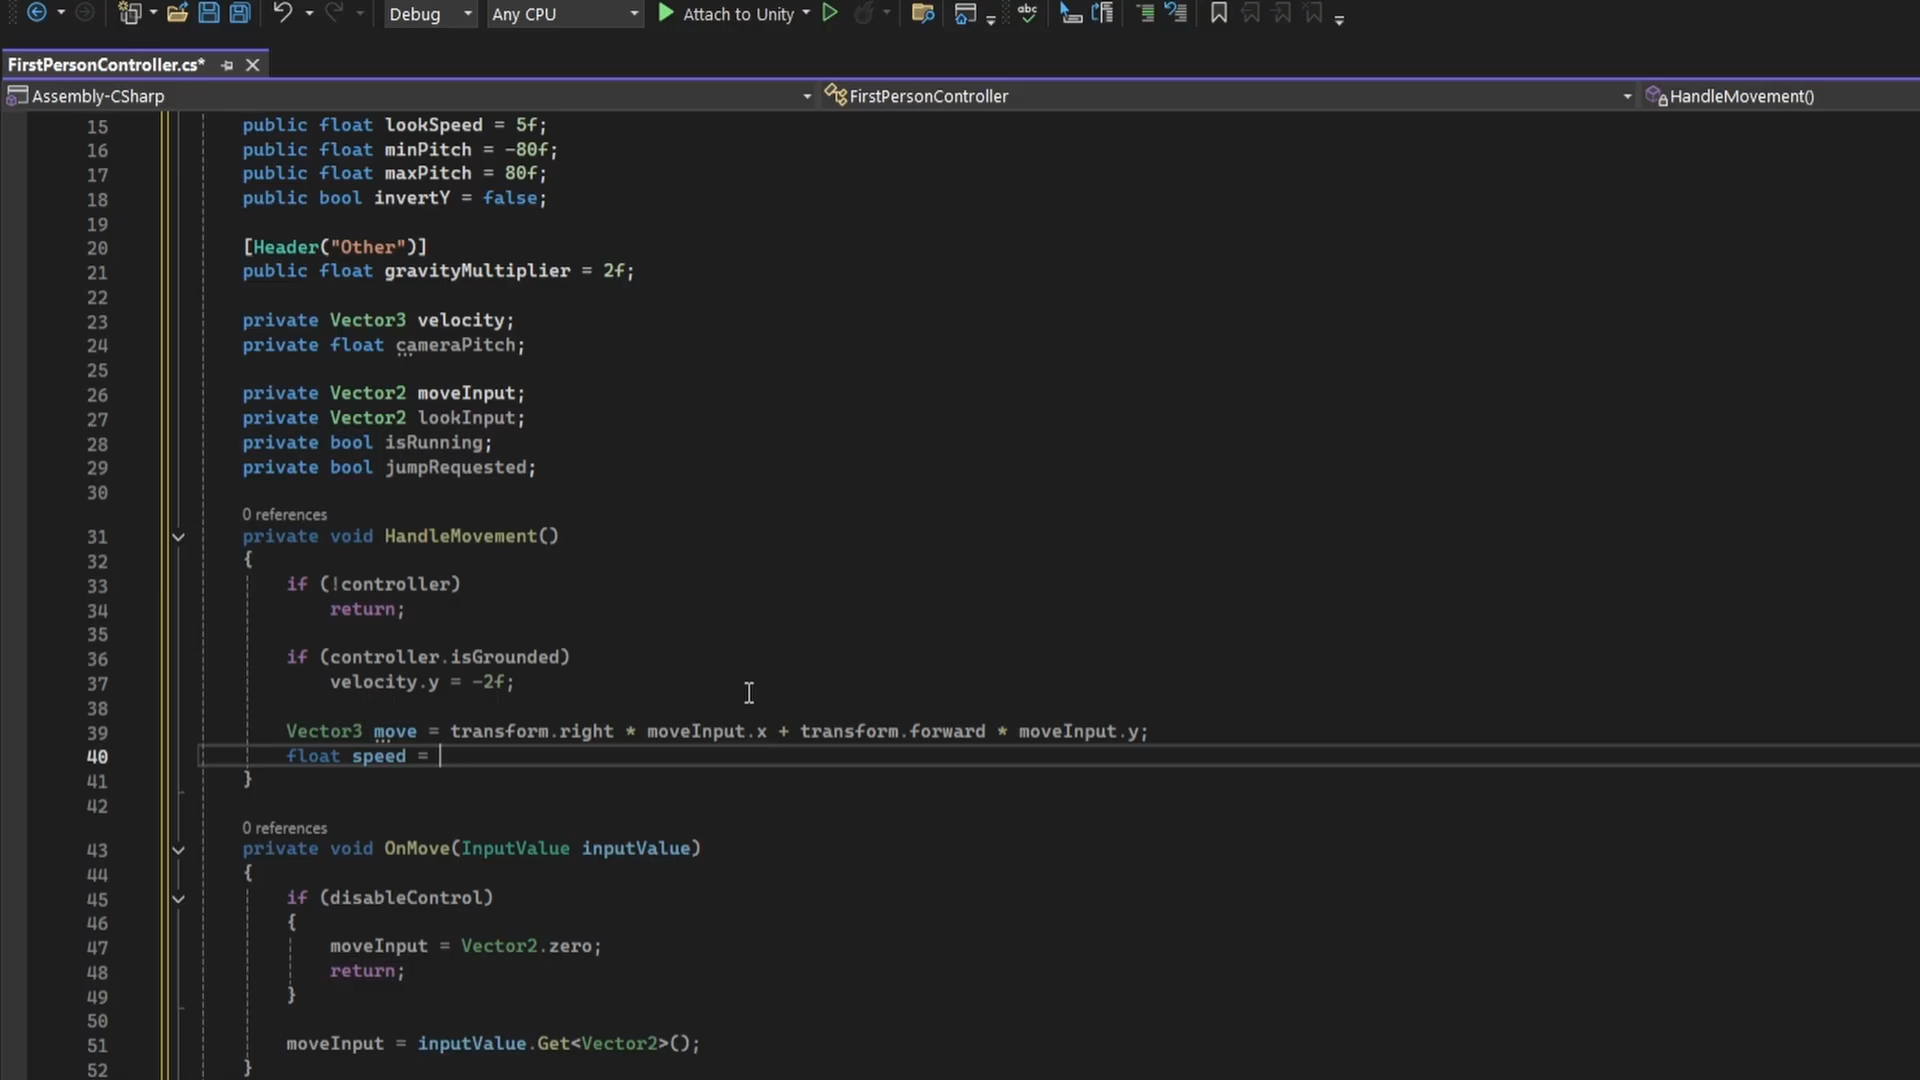 Debug Any CPU Attach to Unity abc
FirstPersonController.cs*
Assembly-CSharp FirstPersonController HandleMovement()
15 public float lookSpeed = 5f;
16 public float minPitch = -80f;
17 public float maxPitch = 80f;
18 public bool invertY = false;
19
20 [Header("Other")]
21 public float gravityMultiplier = 2f;
22
23 private Vector3 velocity;
24 private float cameraPitch;
25
26 private Vector2 moveInput;
27 private Vector2 lookInput;
28 private bool isRunning;
29 private bool jumpRequested;
30
0 references
31 private void HandleMovement()
32 {
33 if (!controller)
34 return;
35
36 if (controller.isGrounded)
37 velocity.y = -2f;
38
39 Vector3 move = transform.right * moveInput.x + transform.forward * moveInput.y;
40 float speed =
41 }
42
0 references
43 private void OnMove(InputValue inputValue)
44 {
45 if (disableControl)
46 {
47 moveInput = Vector2.zero;
48 return;
49 }
50
51 moveInput = inputValue.Get<Vector2>();
52 }